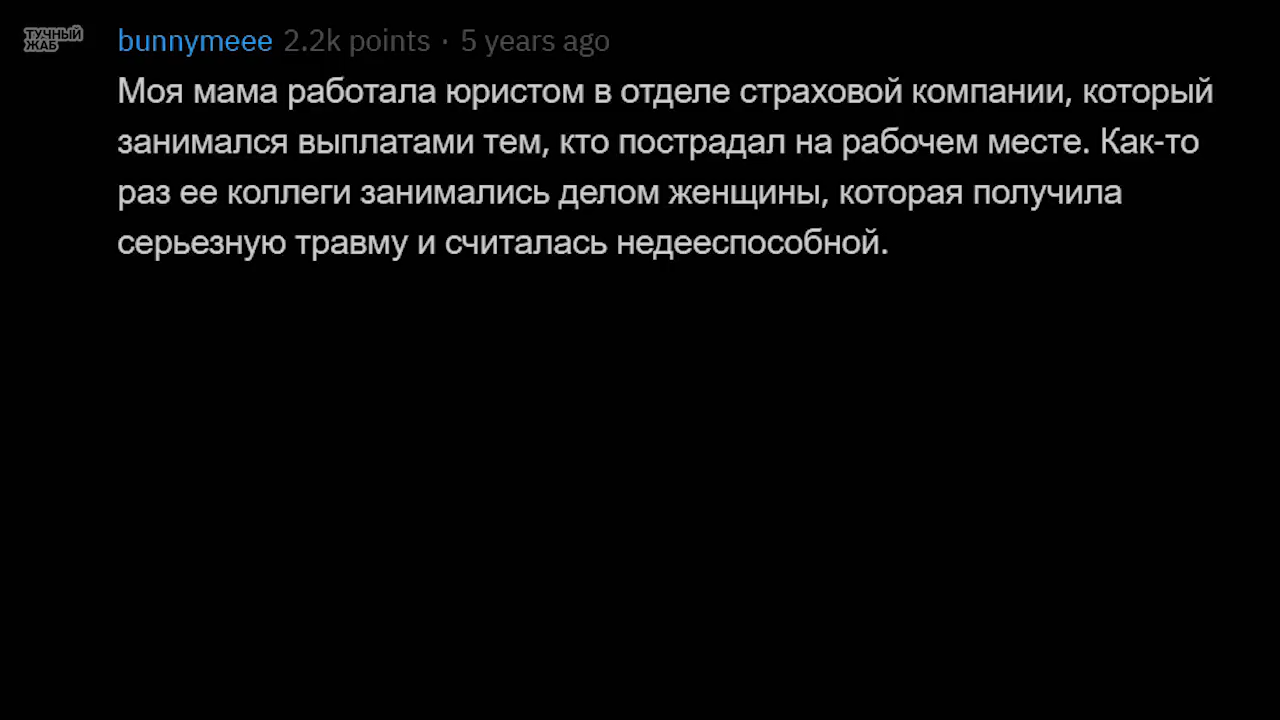 ТУЧНЫЙ
ЖАБ
bunnymeee 2.2k points · 5 years ago
Моя мама работала юристом в отделе страховой компании, который
занимался выплатами тем, кто пострадал на рабочем месте. Как-то
раз ее коллеги занимались делом женщины, которая получила
серьезную травму и считалась недееспособной.